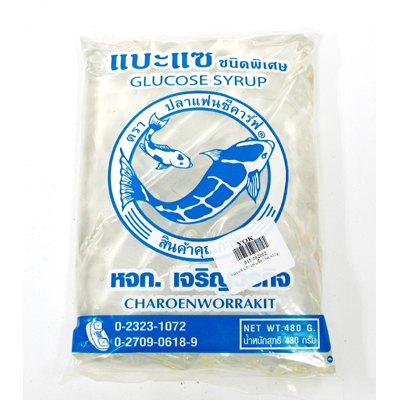 แบะแซ ชนิดพิเศษ
GLUCOSE SYRUP
ตรา ปลาแฟนซีคาร์ฟ ®
สินค้าคุณ
YOK
หจก. เจริญ
CHAROENWORRAKIT
0-2323-1072
0-2709-0618-9
NET WT.480 G.
น้ำหนักสุทธิ 480 กรัม